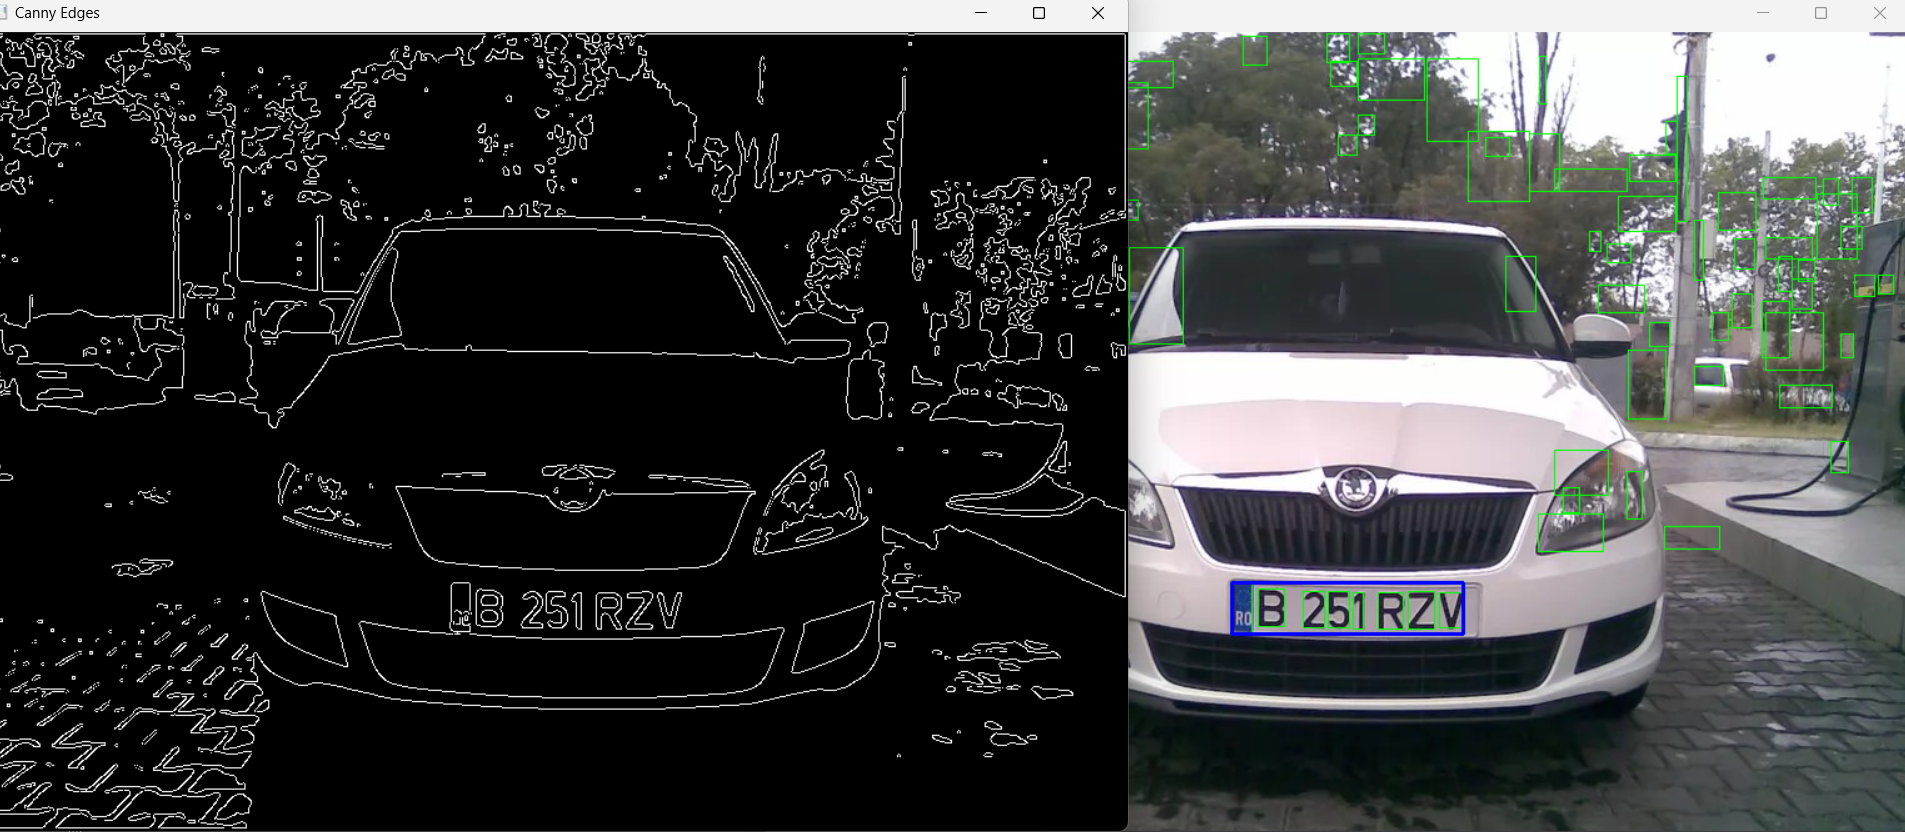 Canny Edges
B 251 RZV
RO
B 251 RZV